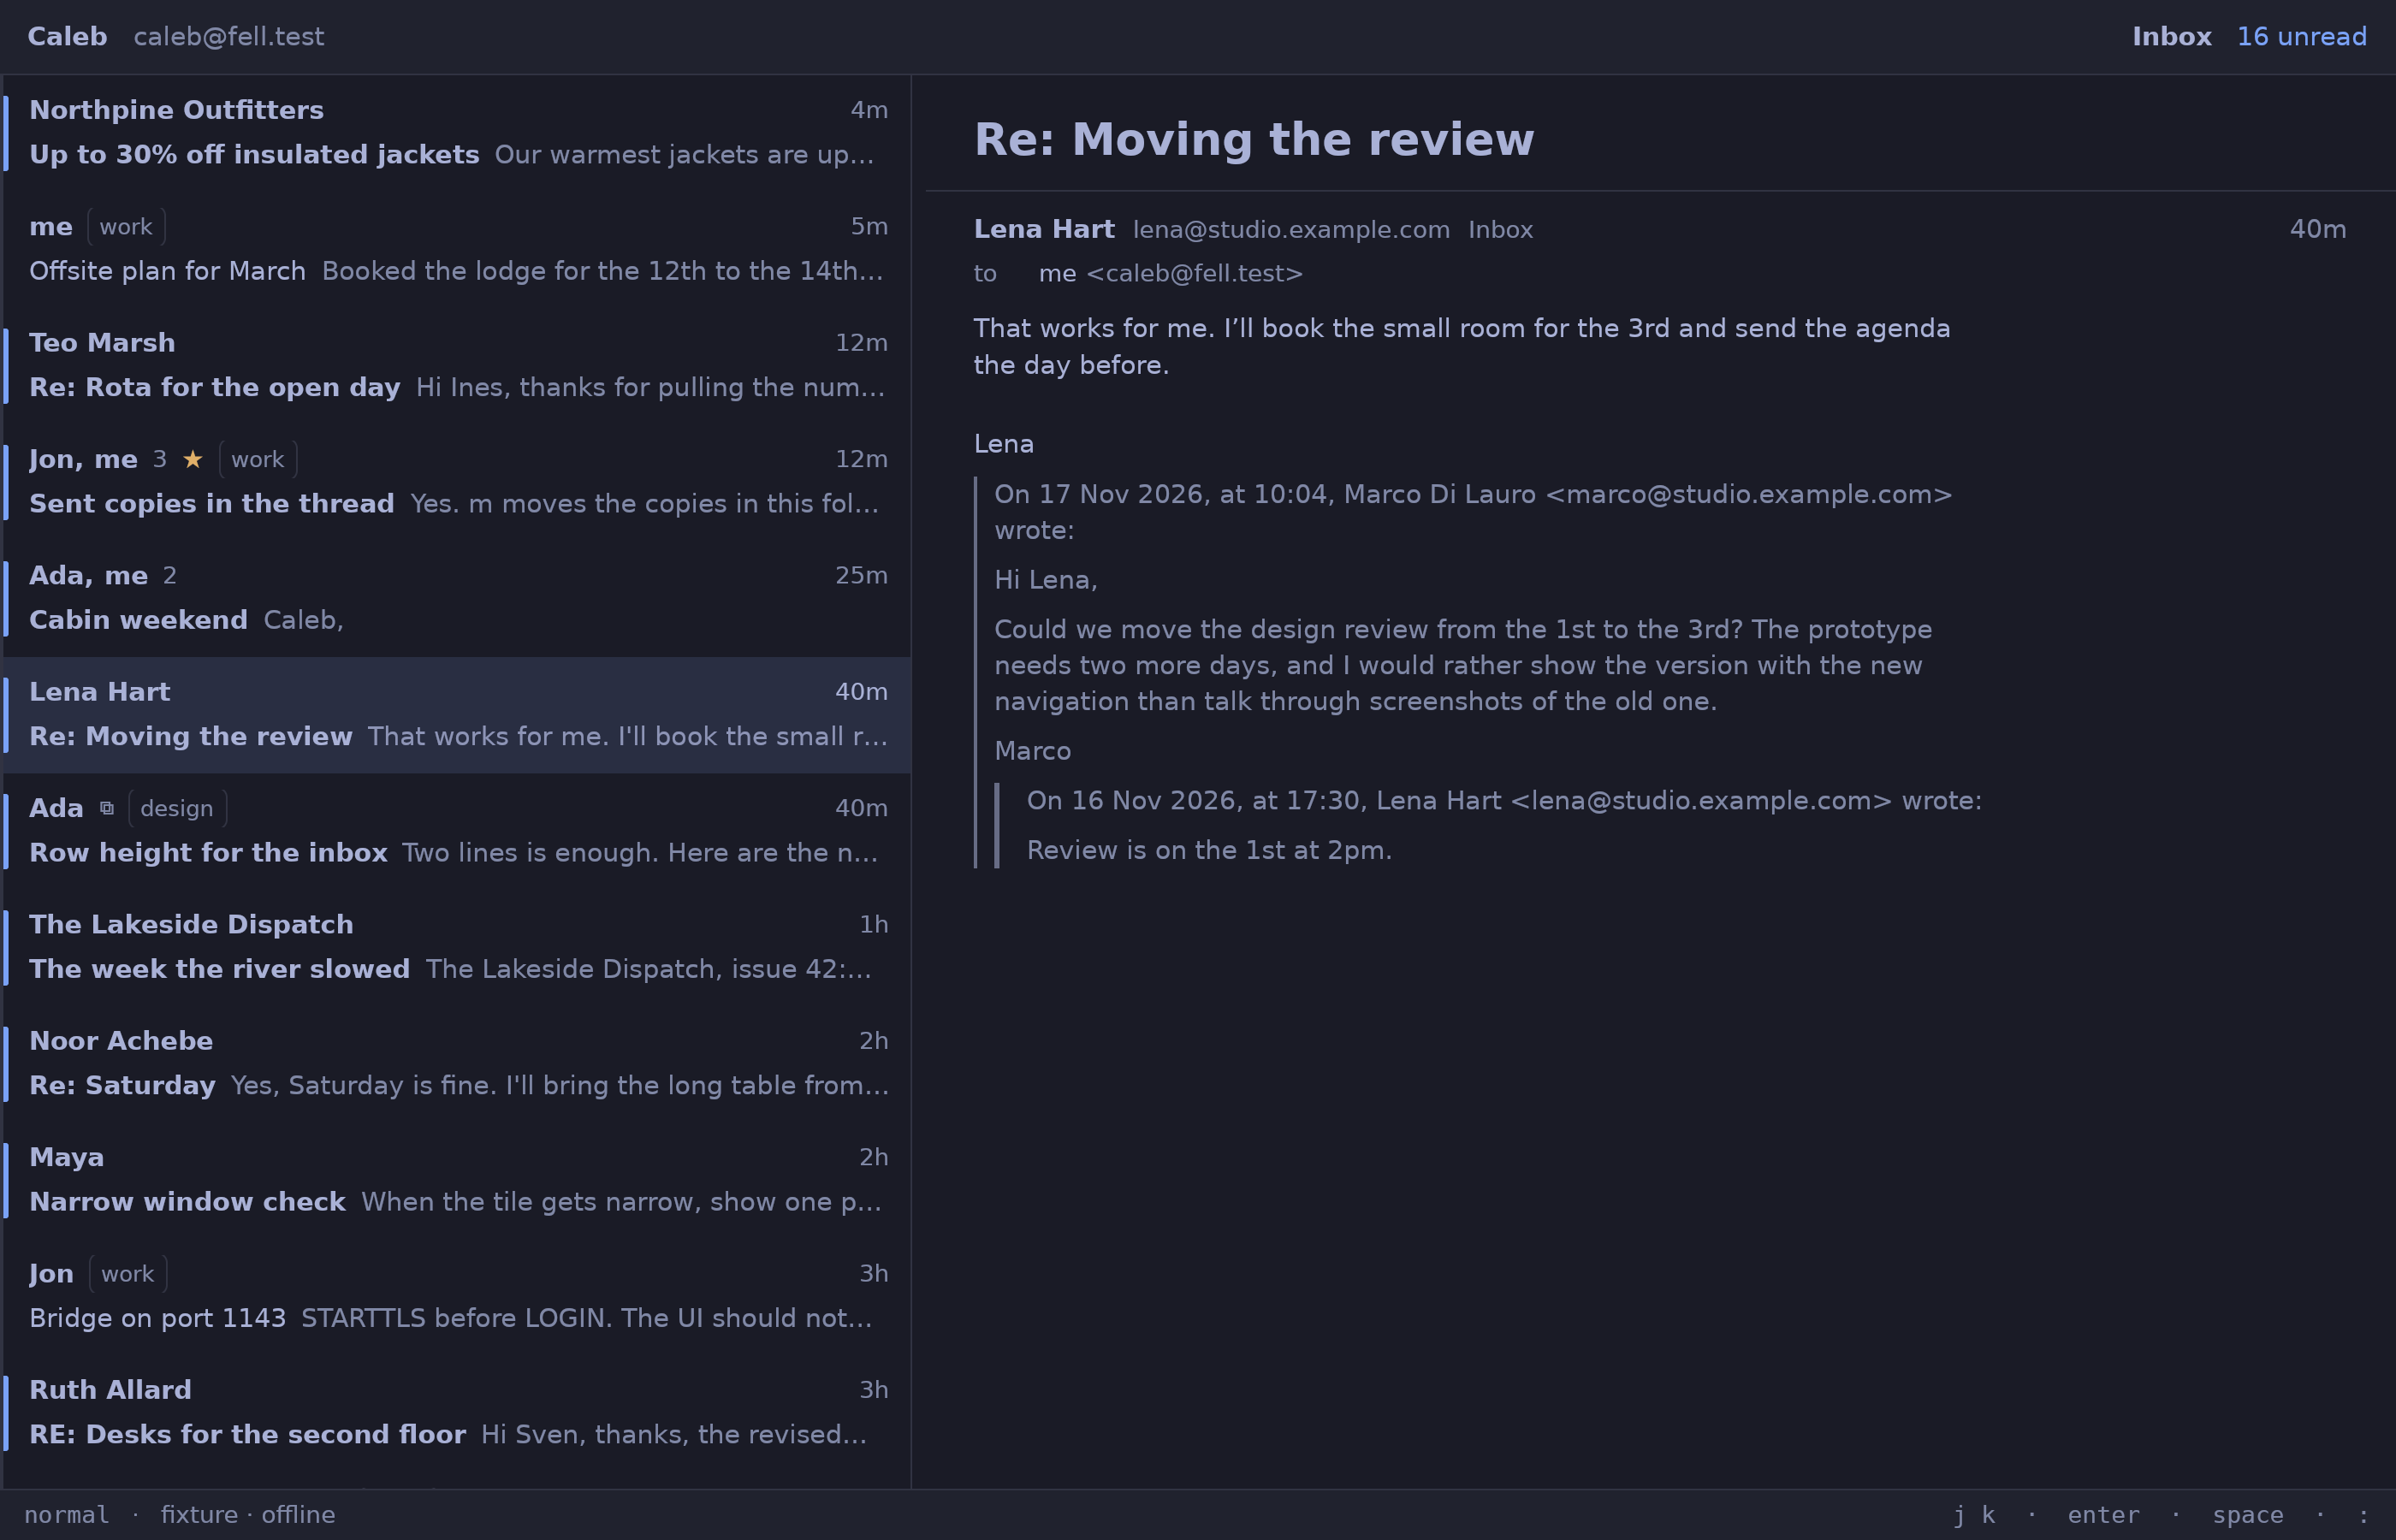 Caleb caleb@fell.test
Inbox 16 unread
Northpine Outfitters 4m
Up to 30% off insulated jackets Our warmest jackets are up…
me work 5m
Offsite plan for March Booked the lodge for the 12th to the 14th…
Teo Marsh 12m
Re: Rota for the open day Hi Ines, thanks for pulling the num…
Jon, me 3 ★ work 12m
Sent copies in the thread Yes. m moves the copies in this fol…
Ada, me 2 25m
Cabin weekend Caleb,
Lena Hart 40m
Re: Moving the review That works for me. I'll book the small r…
Ada design 40m
Row height for the inbox Two lines is enough. Here are the n…
The Lakeside Dispatch 1h
The week the river slowed The Lakeside Dispatch, issue 42:…
Noor Achebe 2h
Re: Saturday Yes, Saturday is fine. I'll bring the long table from…
Maya 2h
Narrow window check When the tile gets narrow, show one p…
Jon work 3h
Bridge on port 1143 STARTTLS before LOGIN. The UI should not…
Ruth Allard 3h
RE: Desks for the second floor Hi Sven, thanks, the revised…
Re: Moving the review
Lena Hart lena@studio.example.com Inbox 40m
to me <caleb@fell.test>
That works for me. I’ll book the small room for the 3rd and send the agenda
the day before.
Lena
On 17 Nov 2026, at 10:04, Marco Di Lauro <marco@studio.example.com>
wrote:
Hi Lena,
Could we move the design review from the 1st to the 3rd? The prototype
needs two more days, and I would rather show the version with the new
navigation than talk through screenshots of the old one.
Marco
On 16 Nov 2026, at 17:30, Lena Hart <lena@studio.example.com> wrote:
Review is on the 1st at 2pm.
normal · fixture · offline
j k · enter · space · :